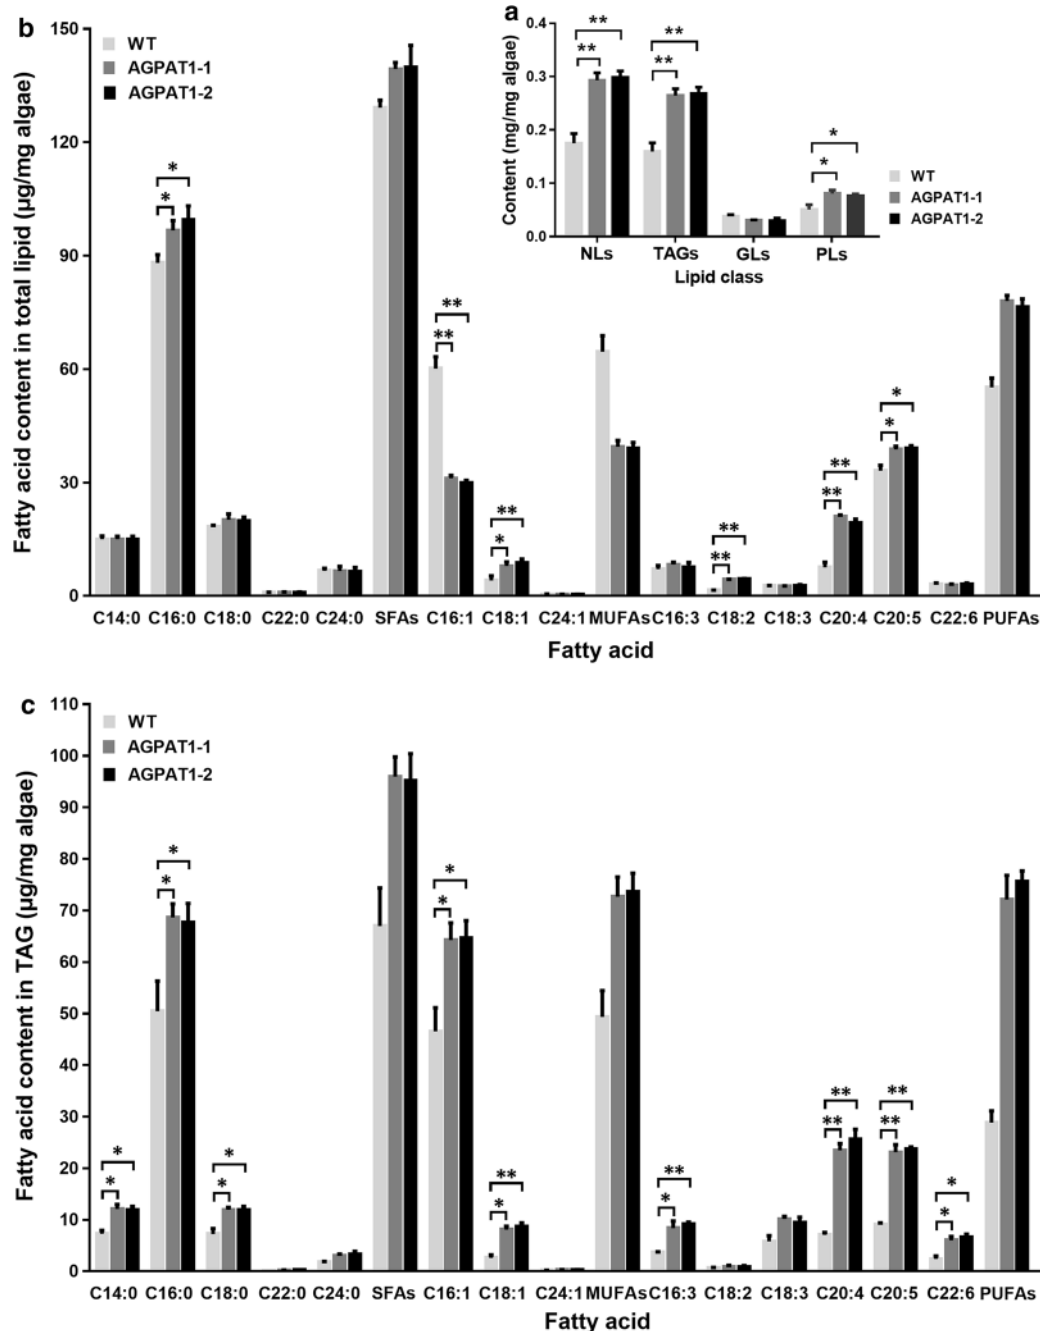 b
Fatty acid content in total lipid (µg/mg algae)
150
120
90
60
30
0
WT
AGPAT1-1
AGPAT1-2
* *
** **
* **
** **
** **
* *
C14:0 C16:0 C18:0 C22:0 C24:0 SFAs C16:1 C18:1 C24:1 MUFAs C16:3 C18:2 C18:3 C20:4 C20:5 C22:6 PUFAs
Fatty acid
a
Content (mg/mg algae)
0.4
0.3
0.2
0.1
0.0
** **
** **
* *
WT
AGPAT1-1
AGPAT1-2
NLs TAGs GLs PLs
Lipid class
c
Fatty acid content in TAG (µg/mg algae)
110
100
90
80
70
60
50
40
30
20
10
0
WT
AGPAT1-1
AGPAT1-2
* *
* *
* *
* *
* **
* **
** **
** **
* *
C14:0 C16:0 C18:0 C22:0 C24:0 SFAs C16:1 C18:1 C24:1 MUFAs C16:3 C18:2 C18:3 C20:4 C20:5 C22:6 PUFAs
Fatty acid